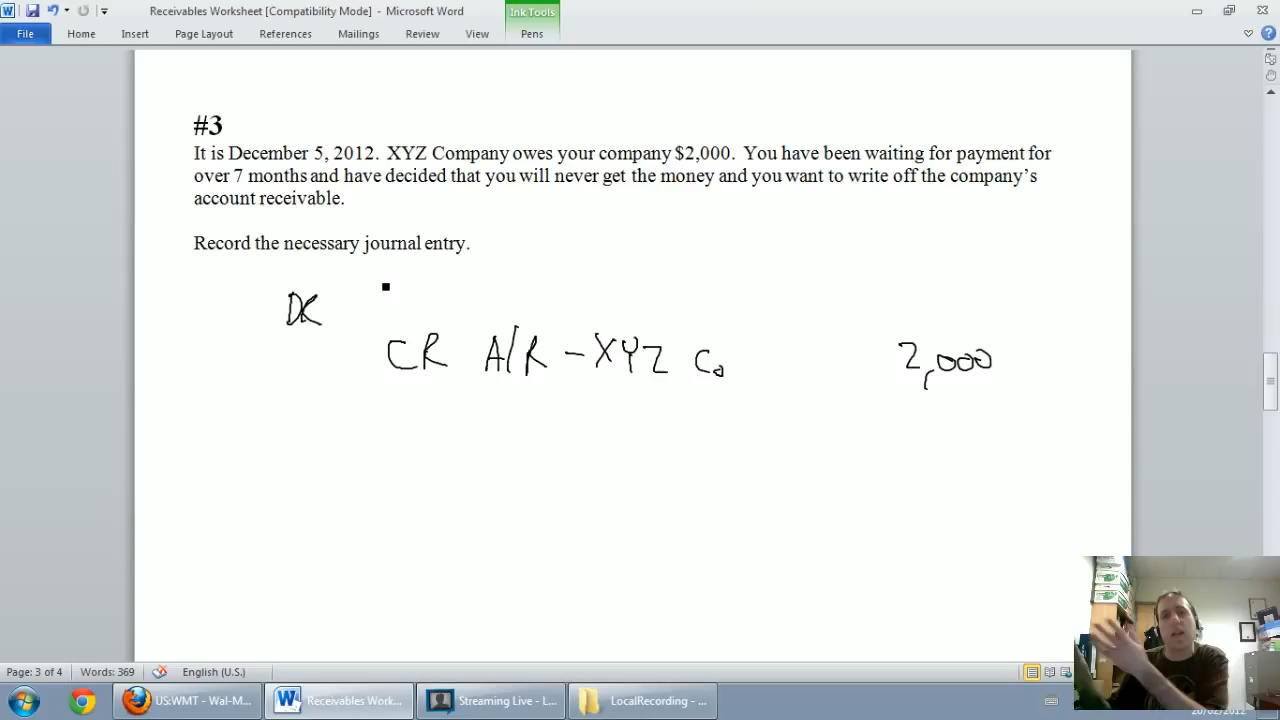 Receivables Worksheet [Compatibility Mode] - Microsoft Word
Ink Tools
File Home Insert Page Layout References Mailings Review View Pens
#3
It is December 5, 2012. XYZ Company owes your company $2,000. You have been waiting for payment for
over 7 months and have decided that you will never get the money and you want to write off the company's
account receivable.
Record the necessary journal entry.
DR
CR A/R - XYZ Co 2,000
Page: 3 of 4 Words: 369 English (U.S.)
US:WMT - Wal-M... Receivables Work... Streaming Live - L... LocalRecording - ...
20/02/2012